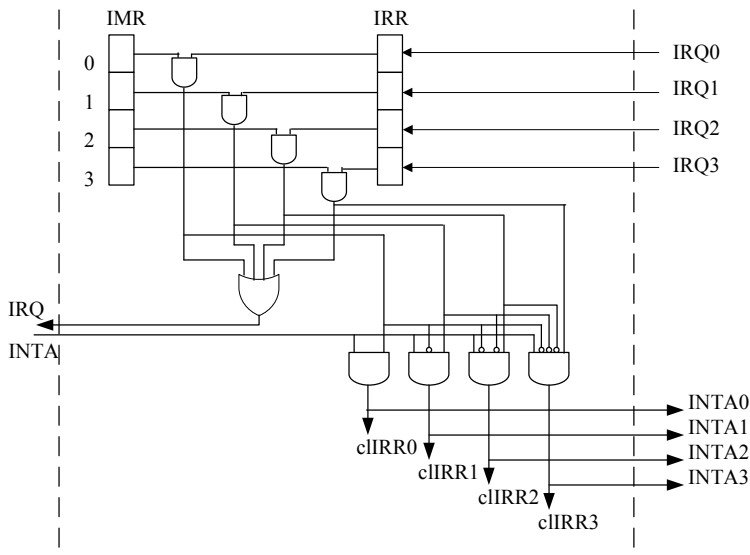 IMR
IRR
0
IRQ0
1
IRQ1
2
IRQ2
3
IRQ3
IRQ
INTA
INTA0
clIRR0
INTA1
clIRR1
INTA2
clIRR2
INTA3
clIRR3